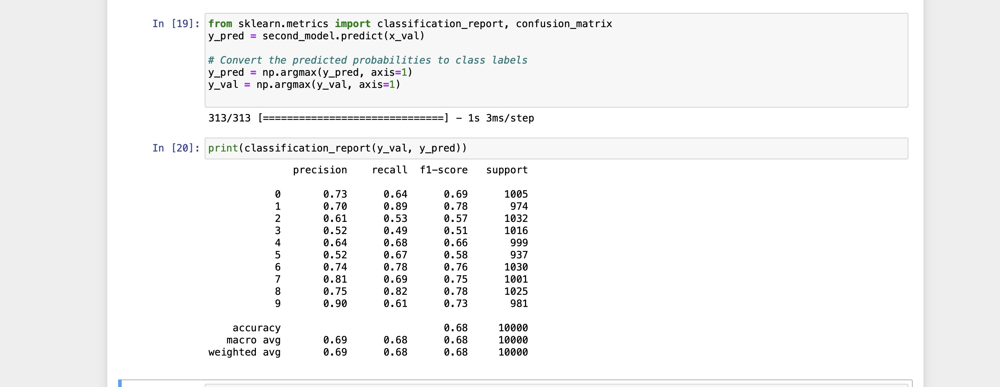 In [19]: from sklearn.metrics import classification_report, confusion_matrix
y_pred = second_model.predict(x_val)
# Convert the predicted probabilities to class labels
y_pred = np.argmax(y_pred, axis=1)
y_val = np.argmax(y_val, axis=1)
313/313 [==============================] - 1s 3ms/step
In [20]: print(classification_report(y_val, y_pred))
precision recall f1-score support
0 0.73 0.64 0.69 1005
1 0.70 0.89 0.78 974
2 0.61 0.53 0.57 1032
3 0.52 0.49 0.51 1016
4 0.64 0.68 0.66 999
5 0.52 0.67 0.58 937
6 0.74 0.78 0.76 1030
7 0.81 0.69 0.75 1001
8 0.75 0.82 0.78 1025
9 0.90 0.61 0.73 981
accuracy 0.68 10000
macro avg 0.69 0.68 0.68 10000
weighted avg 0.69 0.68 0.68 10000